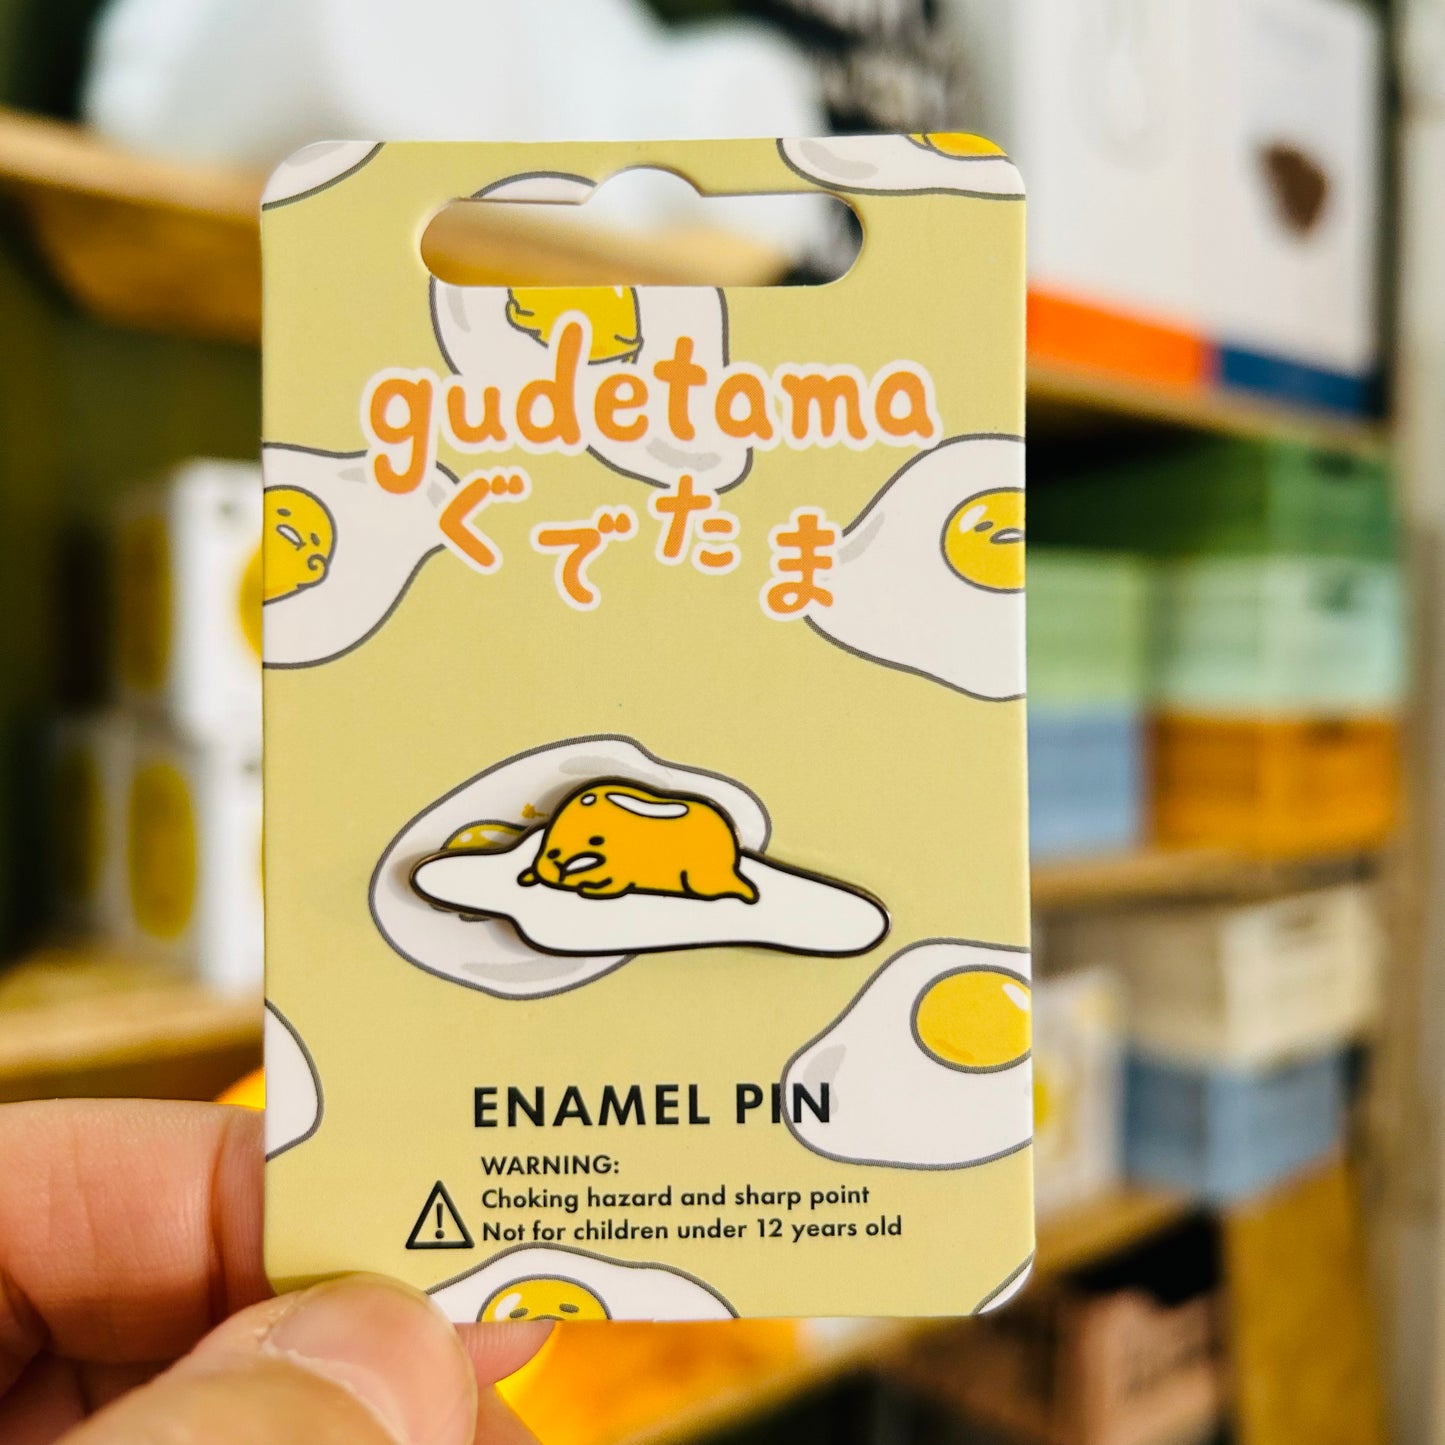 gudetama
ぐでたま
ENAMEL PIN
WARNING:
Choking hazard and sharp point
Not for children under 12 years old